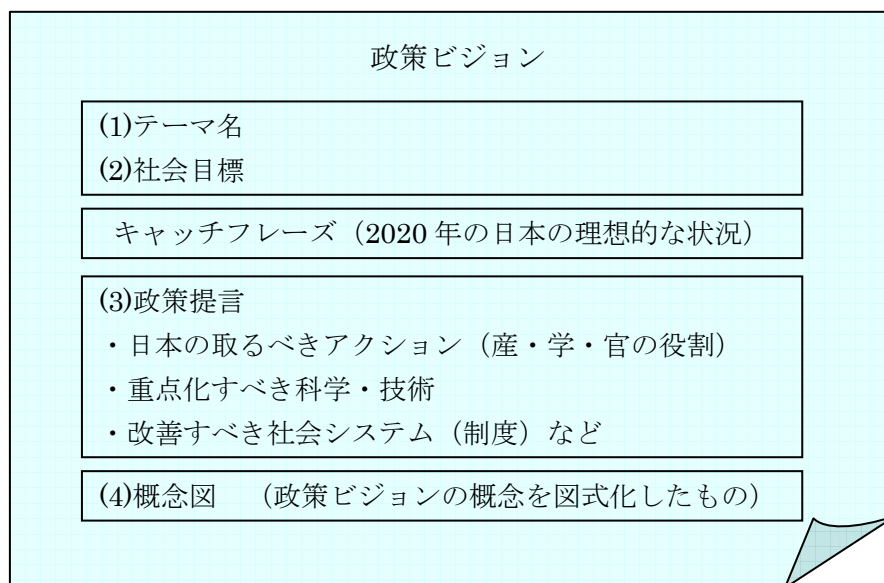 政策ビジョン
(1)テーマ名
(2)社会目標
キャッチフレーズ（2020 年の日本の理想的な状況）
(3)政策提言
・日本の取るべきアクション（産・学・官の役割）
・重点化すべき科学・技術
・改善すべき社会システム（制度）など
(4)概念図　（政策ビジョンの概念を図式化したもの）